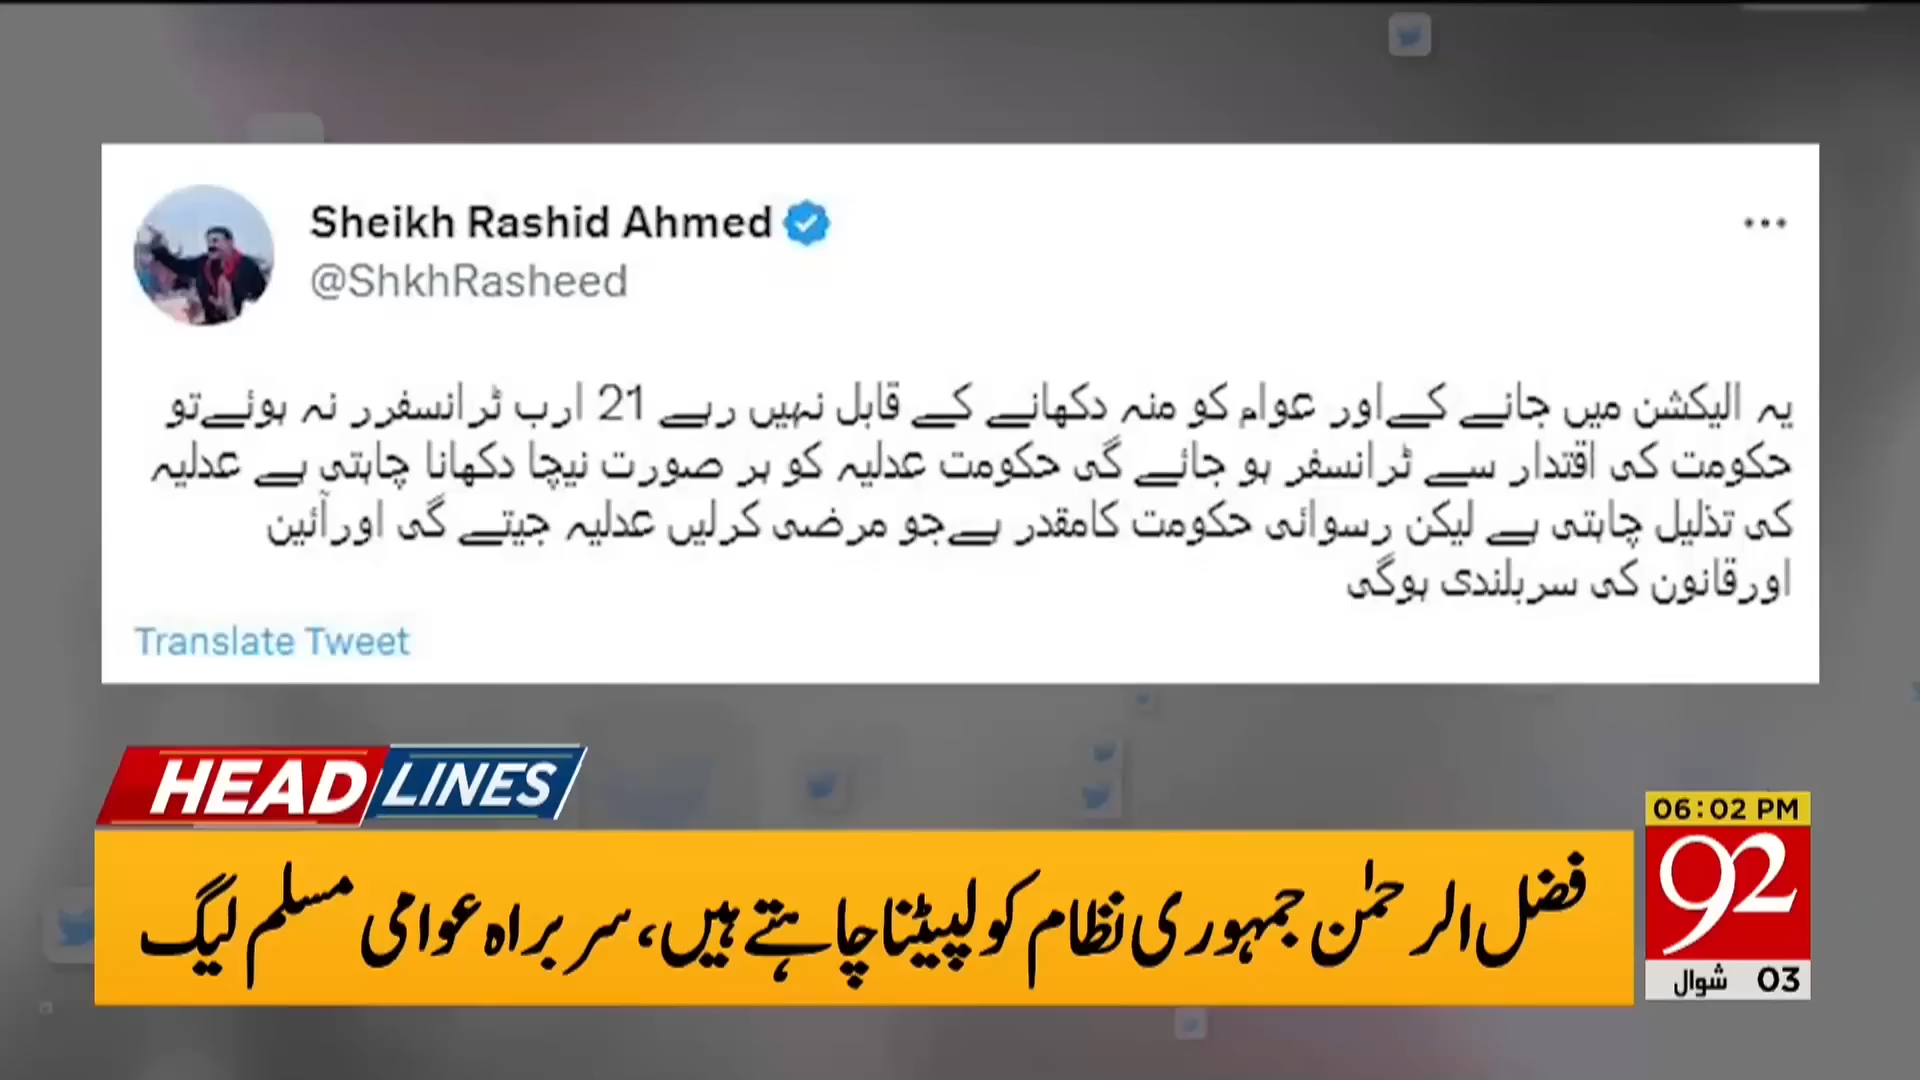 Sheikh Rashid Ahmed
@ShkhRasheed
یہ الیکشن میں جانے کےاور عوام کو منہ دکھانے کے قابل نہیں رہے 21 ارب ٹرانسفرر نہ ہوئےتو
حکومت کی اقتدار سے ٹرانسفر ہو جائے گی حکومت عدلیہ کو ہر صورت نیچا دکھانا چاہتی ہے عدلیہ
کی تذلیل چاہتی ہے لیکن رسوائی حکومت کامقدر ہےجو مرضی کرلیں عدلیہ جیتے گی اورآئین
اورقانون کی سربلندی ہوگی
Translate Tweet
HEADLINES
06:02 PM
فضل الرحمٰن جمہوری نظام کو لپیٹنا چاہتے ہیں، سربراہ عوامی مسلم لیگ
92
03 شوال